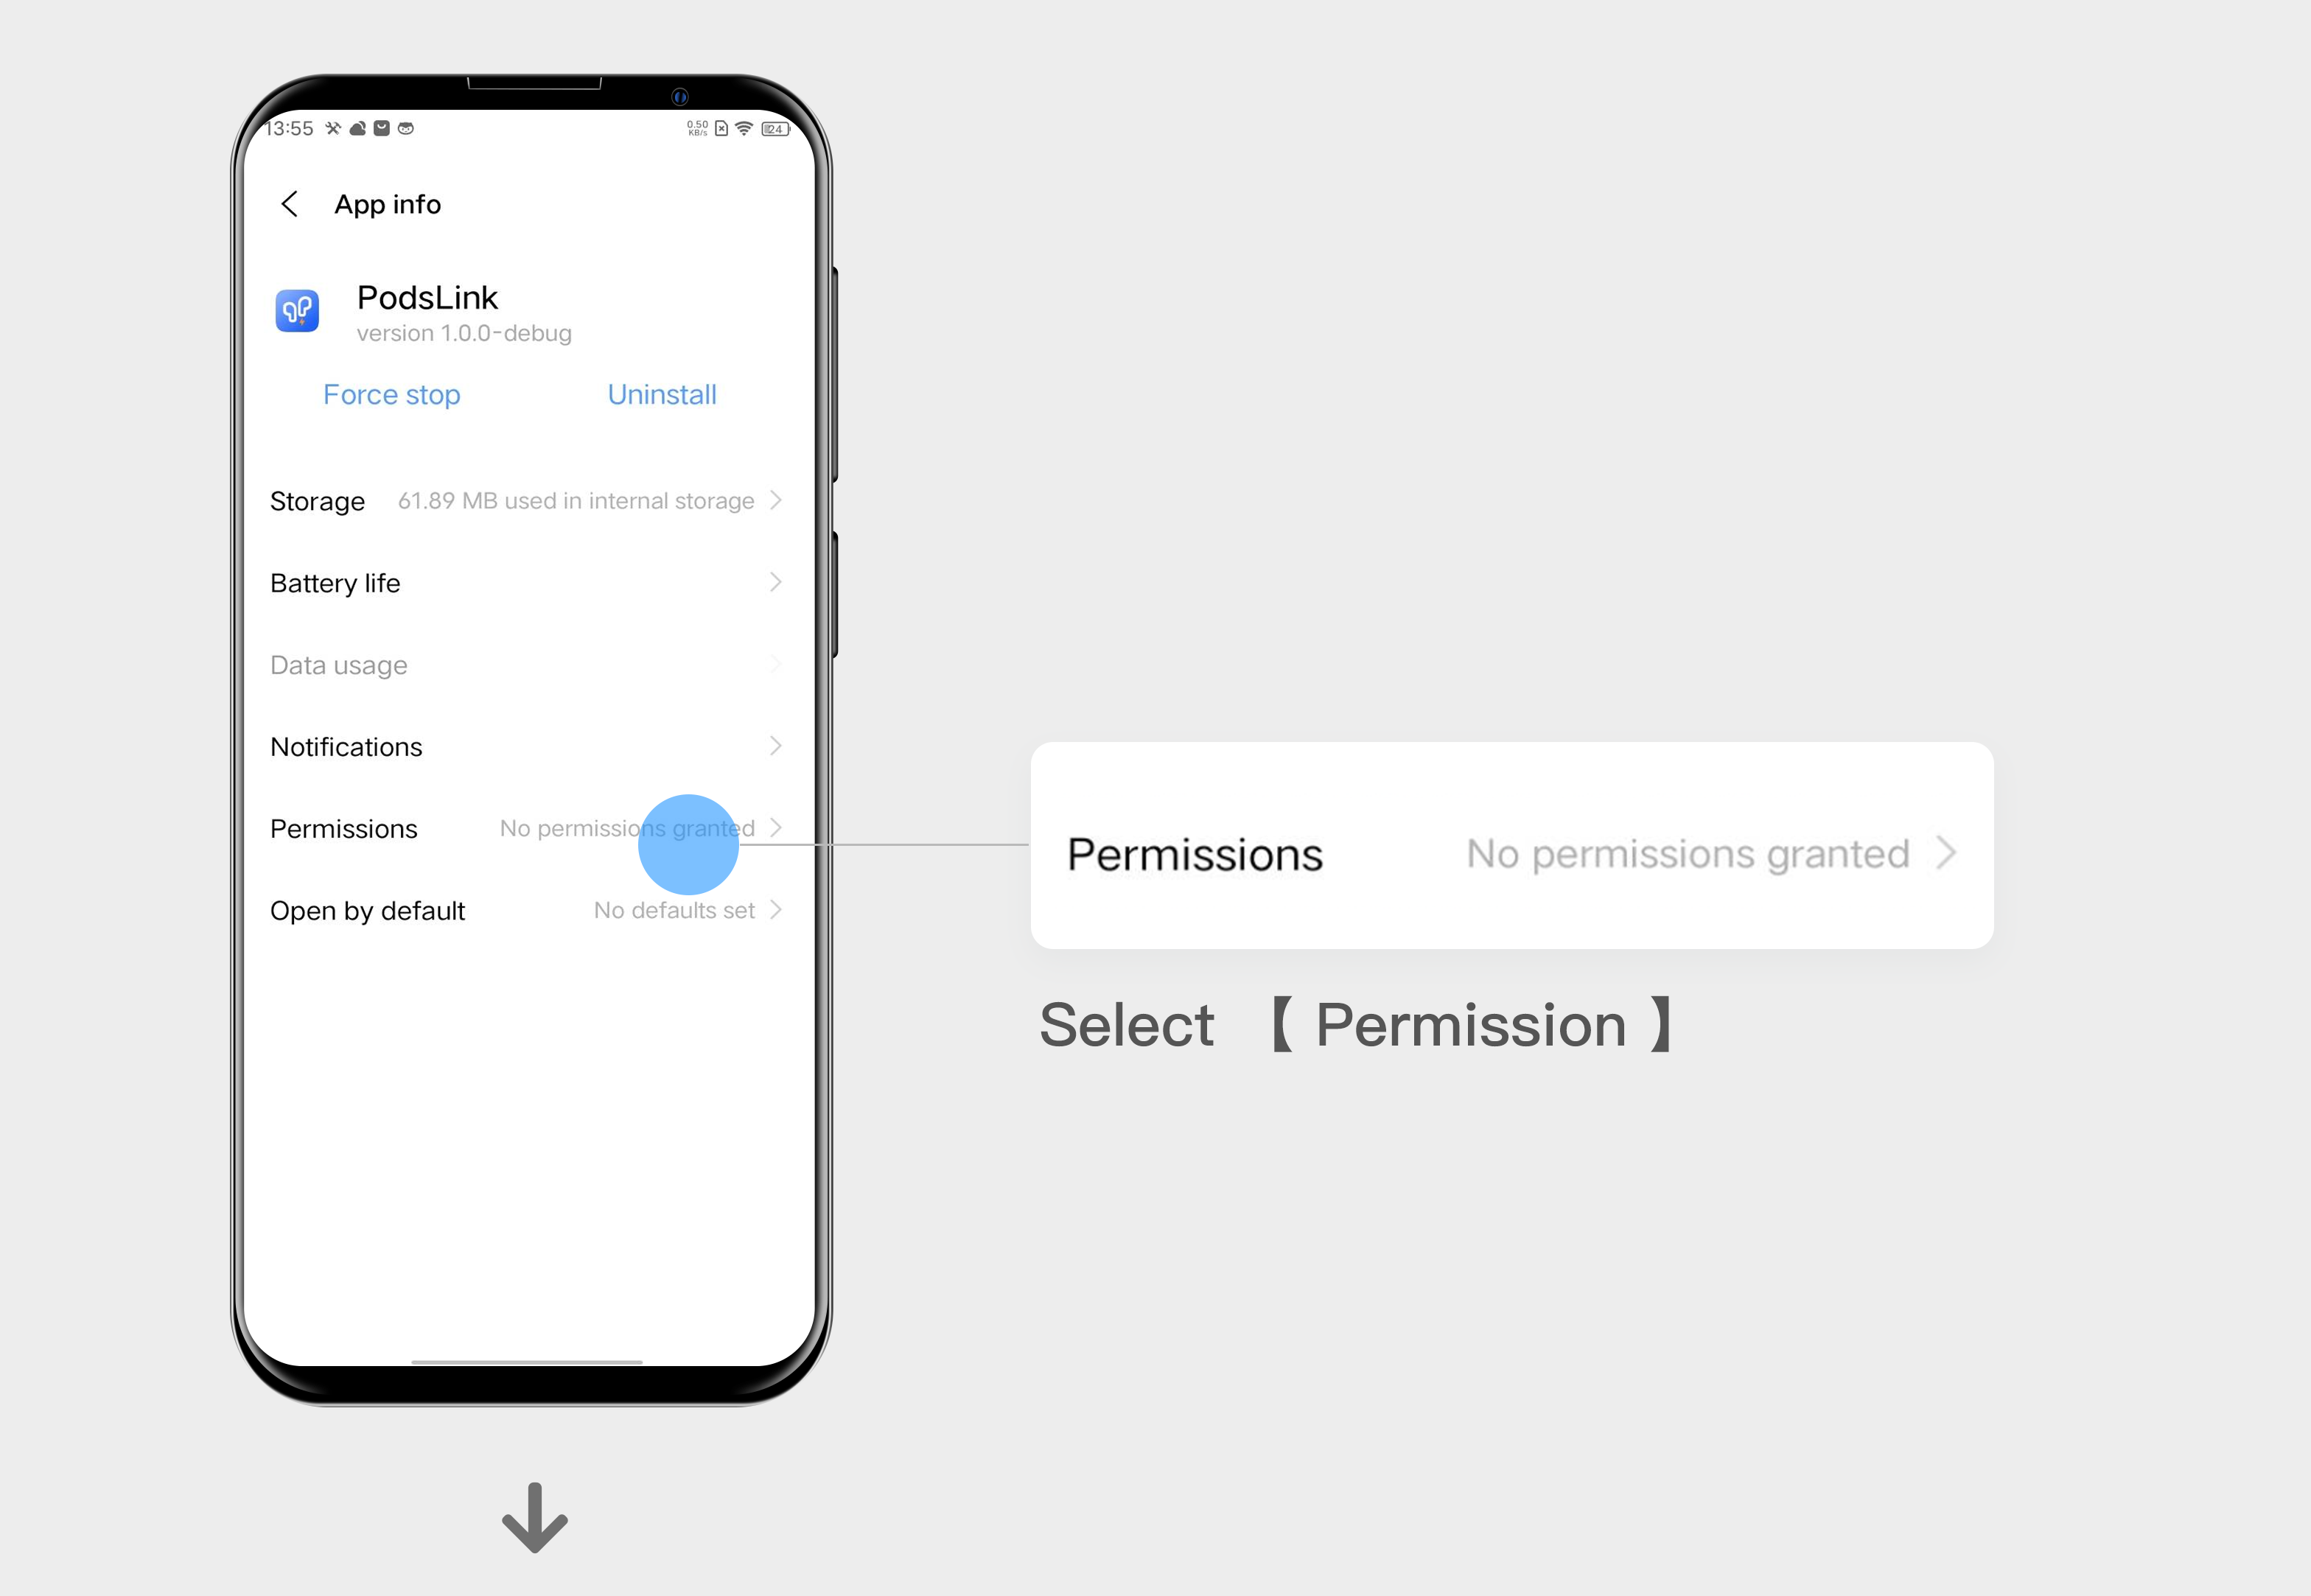 13:55
0.50
KB/s
24
App info
PodsLink
version 1.0.0-debug
Force stop Uninstall
Storage 61.89 MB used in internal storage
Battery life
Data usage
Notifications
Permissions No permissions granted
Open by default No defaults set
Permissions No permissions granted
Select 【 Permission 】